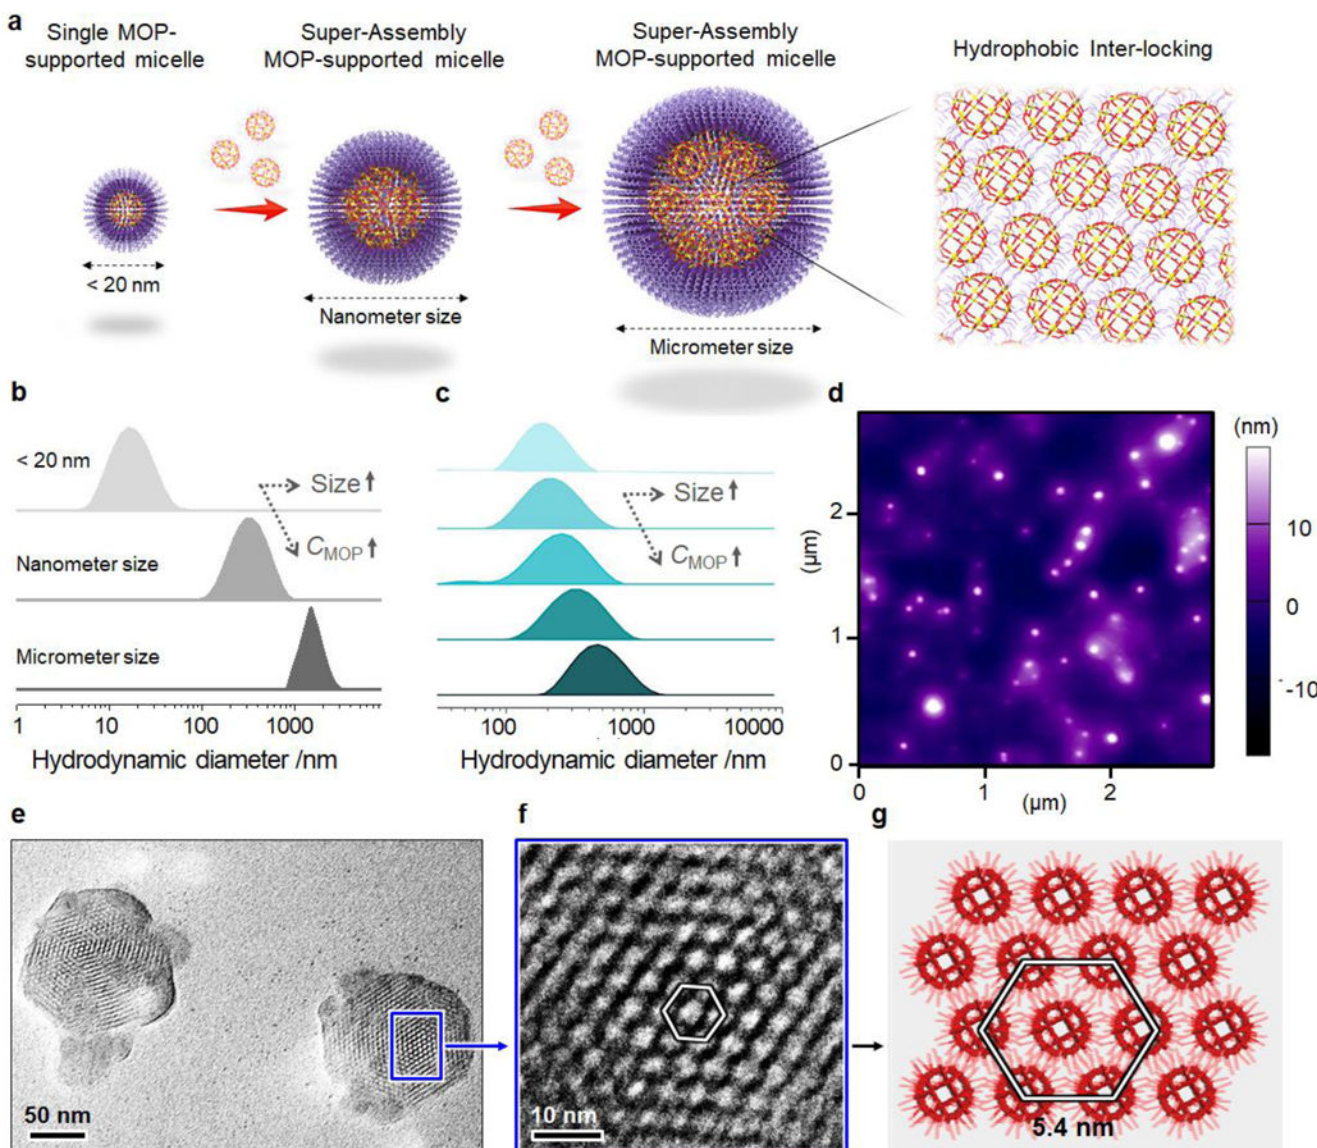 a
Single MOP-
supported micelle
Super-Assembly
MOP-supported micelle
Super-Assembly
MOP-supported micelle
Hydrophobic Inter-locking
< 20 nm
Nanometer size
Micrometer size
b
< 20 nm
Size ↑
C_MOP ↑
Nanometer size
Micrometer size
1 10 100 1000
Hydrodynamic diameter /nm
c
Size ↑
C_MOP ↑
100 1000 10000
Hydrodynamic diameter /nm
d
(nm)
10
0
-10
2
(µm)
1
0
0 1 2
(µm)
e
50 nm
f
10 nm
g
5.4 nm